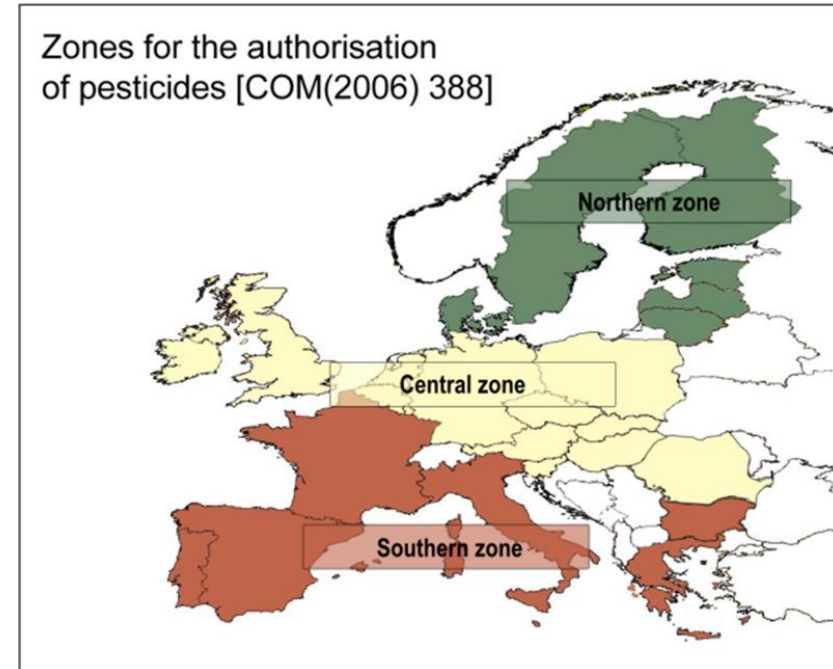 Zones for the authorisation
of pesticides [COM(2006) 388]
Northern zone
Central zone
Southern zone